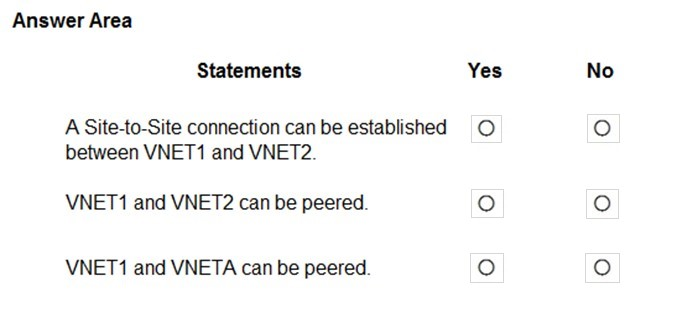 Answer Area
Statements Yes No
A Site-to-Site connection can be established
between VNET1 and VNET2.
VNET1 and VNET2 can be peered.
VNET1 and VNETA can be peered.